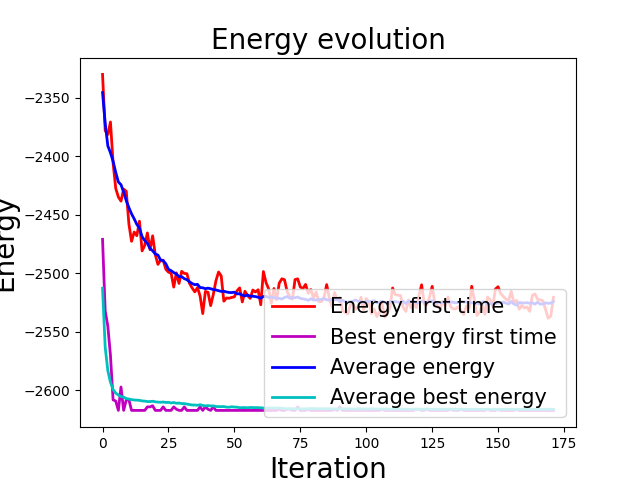 Energy evolution
Energy
−2350
−2400
−2450
−2500
−2550
−2600
0 25 50 75 100 125 150 175
Iteration
Energy first time
Best energy first time
Average energy
Average best energy